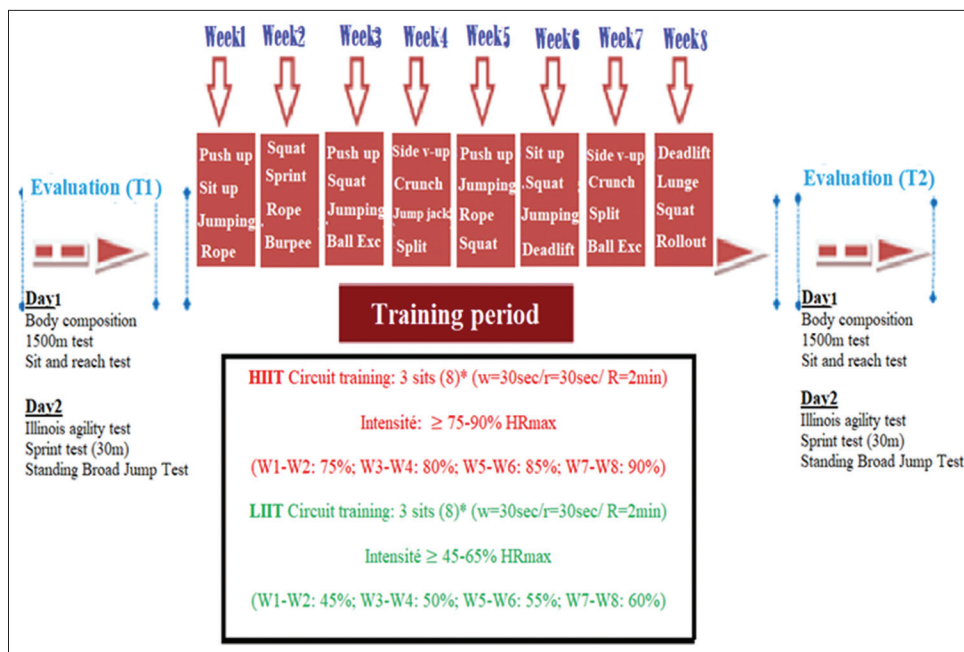 Week1
Week2
Week3
Week4
Week5
Week6
Week7
Week8
Evaluation (T1)
Push up
Sit up
Jumping
Rope
Squat
Sprint
Rope
Burpee
Push up
Squat
Jumping
Ball Exc
Side v-up
Crunch
Jump jack
Split
Push up
Jumping
Rope
Squat
Sit up
Squat
Jumping
Deadlift
Side v-up
Crunch
Split
Ball Exc
Deadlift
Lunge
Squat
Rollout
Evaluation (T2)
Day1
Body composition
1500m test
Sit and reach test
Day2
Illinois agility test
Sprint test (30m)
Standing Broad Jump Test
Training period
HIIT Circuit training: 3 sits (8)* (w=30sec/r=30sec/ R=2min)
Intensité: ≥ 75-90% HRmax
(W1-W2: 75%; W3-W4: 80%; W5-W6: 85%; W7-W8: 90%)
LIIT Circuit training: 3 sits (8)* (w=30sec/r=30sec/ R=2min)
Intensité ≥ 45-65% HRmax
(W1-W2: 45%; W3-W4: 50%; W5-W6: 55%; W7-W8: 60%)
Day1
Body composition
1500m test
Sit and reach test
Day2
Illinois agility test
Sprint test (30m)
Standing Broad Jump Test